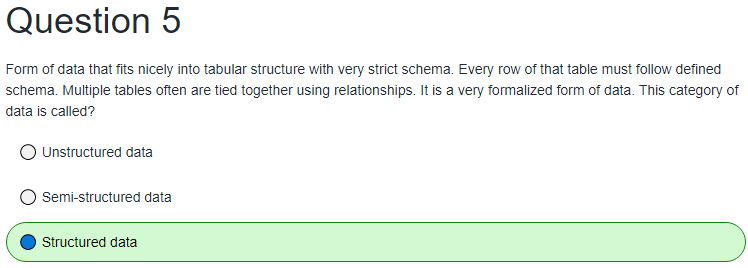 Question 5
Form of data that fits nicely into tabular structure with very strict schema. Every row of that table must follow defined
schema. Multiple tables often are tied together using relationships. It is a very formalized form of data. This category of
data is called?
Unstructured data
Semi-structured data
Structured data